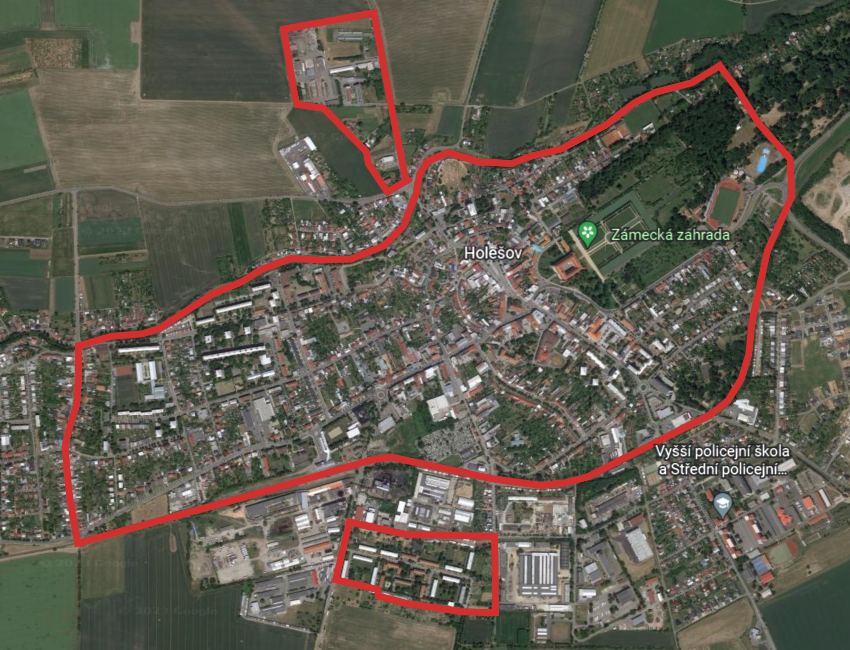 Holešov
Zámecká zahrada
Vyšší policejní škola
a Střední policejní...